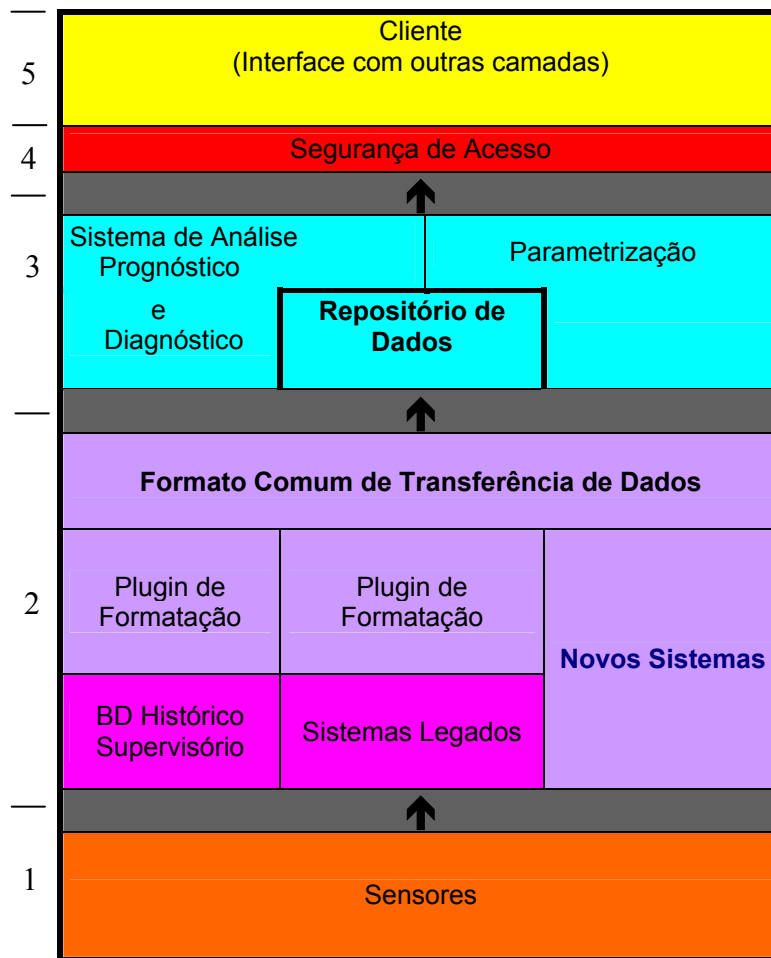 5
Cliente
(Interface com outras camadas)
4
Segurança de Acesso
3
Sistema de Análise
Prognóstico
e
Diagnóstico
Parametrização
Repositório de
Dados
2
Formato Comum de Transferência de Dados
Plugin de
Formatação
Plugin de
Formatação
Novos Sistemas
BD Histórico
Supervisório
Sistemas Legados
1
Sensores